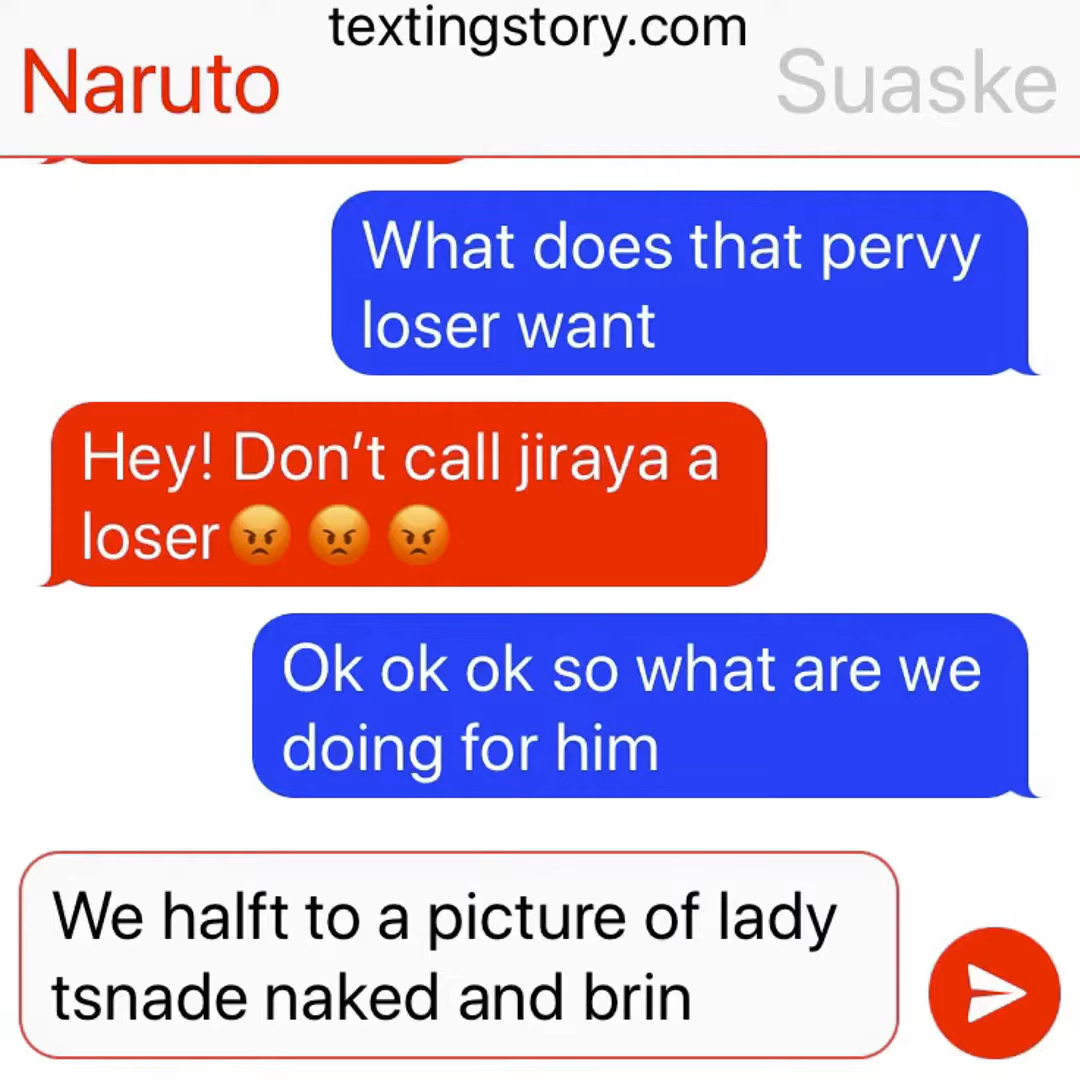 textingstory.com
Naruto Suaske
What does that pervy
loser want
Hey! Don't call jiraya a
loser😡 😡 😡
Ok ok ok so what are we
doing for him
We halft to a picture of lady
tsnade naked and brin